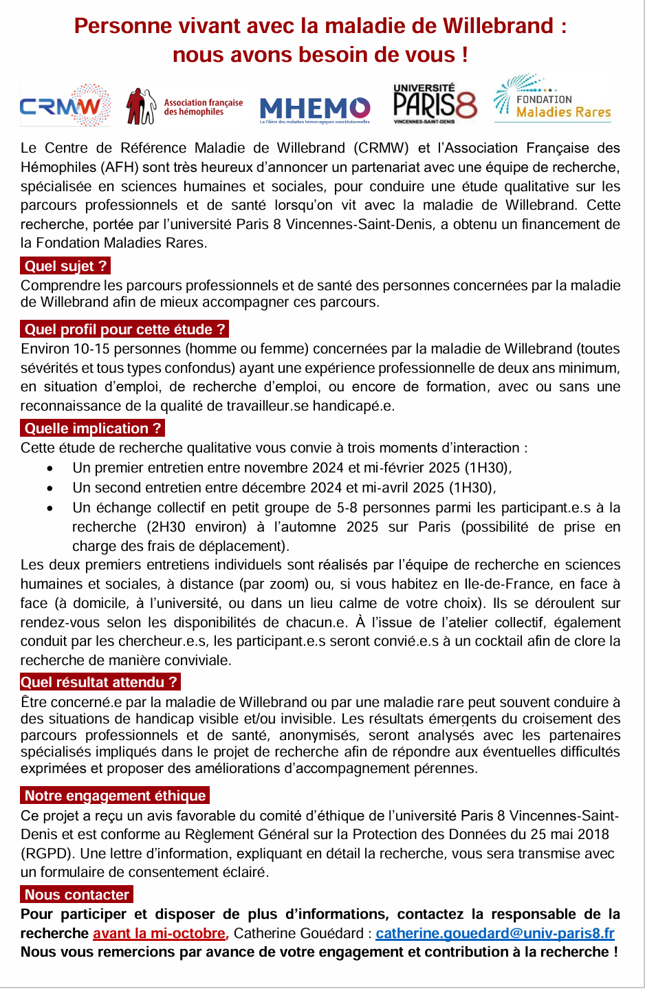 Personne vivant avec la maladie de Willebrand :
nous avons besoin de vous !
CRMW
Association française
des hémophiles
MHEMO
La Filière des maladies hémorragiques constitutionnelles
UNIVERSITÉ
PARIS8
VINCENNES-SAINT-DENIS
FONDATION
Maladies Rares
Le Centre de Référence Maladie de Willebrand (CRMW) et l’Association Française des
Hémophiles (AFH) sont très heureux d’annoncer un partenariat avec une équipe de recherche,
spécialisée en sciences humaines et sociales, pour conduire une étude qualitative sur les
parcours professionnels et de santé lorsqu’on vit avec la maladie de Willebrand. Cette
recherche, portée par l’université Paris 8 Vincennes-Saint-Denis, a obtenu un financement de
la Fondation Maladies Rares.
Quel sujet ?
Comprendre les parcours professionnels et de santé des personnes concernées par la maladie
de Willebrand afin de mieux accompagner ces parcours.
Quel profil pour cette étude ?
Environ 10-15 personnes (homme ou femme) concernées par la maladie de Willebrand (toutes
sévérités et tous types confondus) ayant une expérience professionnelle de deux ans minimum,
en situation d’emploi, de recherche d’emploi, ou encore de formation, avec ou sans une
reconnaissance de la qualité de travailleur.se handicapé.e.
Quelle implication ?
Cette étude de recherche qualitative vous convie à trois moments d’interaction :
• Un premier entretien entre novembre 2024 et mi-février 2025 (1H30),
• Un second entretien entre décembre 2024 et mi-avril 2025 (1H30),
• Un échange collectif en petit groupe de 5-8 personnes parmi les participant.e.s à la
recherche (2H30 environ) à l’automne 2025 sur Paris (possibilité de prise en
charge des frais de déplacement).
Les deux premiers entretiens individuels sont réalisés par l’équipe de recherche en sciences
humaines et sociales, à distance (par zoom) ou, si vous habitez en Ile-de-France, en face à
face (à domicile, à l’université, ou dans un lieu calme de votre choix). Ils se déroulent sur
rendez-vous selon les disponibilités de chacun.e. À l’issue de l’atelier collectif, également
conduit par les chercheur.e.s, les participant.e.s seront convié.e.s à un cocktail afin de clore la
recherche de manière conviviale.
Quel résultat attendu ?
Être concerné.e par la maladie de Willebrand ou par une maladie rare peut souvent conduire à
des situations de handicap visible et/ou invisible. Les résultats émergents du croisement des
parcours professionnels et de santé, anonymisés, seront analysés avec les partenaires
spécialisés impliqués dans le projet de recherche afin de répondre aux éventuelles difficultés
exprimées et proposer des améliorations d’accompagnement pérennes.
Notre engagement éthique
Ce projet a reçu un avis favorable du comité d’éthique de l’université Paris 8 Vincennes-Saint-
Denis et est conforme au Règlement Général sur la Protection des Données du 25 mai 2018
(RGPD). Une lettre d’information, expliquant en détail la recherche, vous sera transmise avec
un formulaire de consentement éclairé.
Nous contacter
Pour participer et disposer de plus d’informations, contactez la responsable de la
recherche avant la mi-octobre, Catherine Gouédard : catherine.gouedard@univ-paris8.fr
Nous vous remercions par avance de votre engagement et contribution à la recherche !